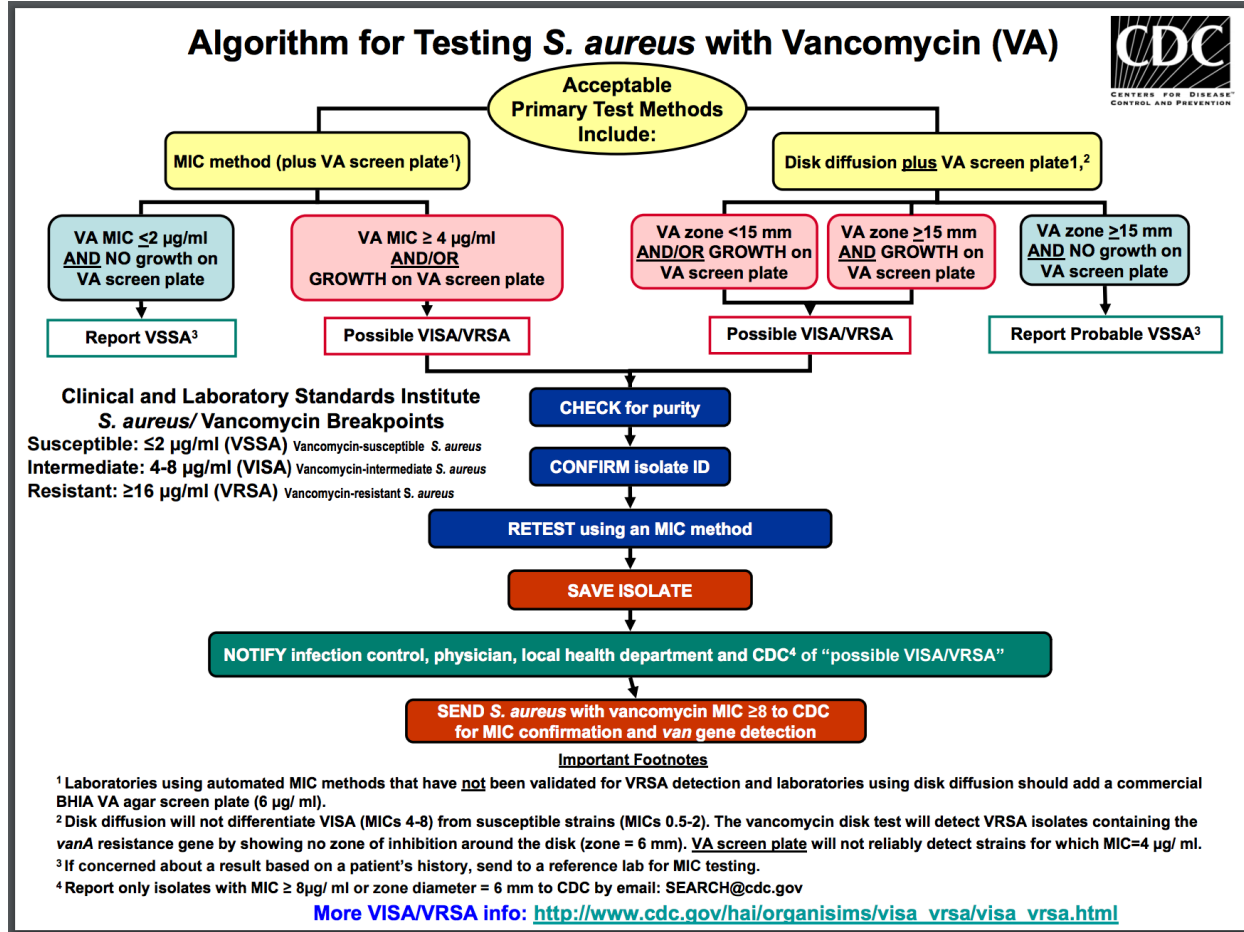 Algorithm for Testing S. aureus with Vancomycin (VA)
CDC
CENTERS FOR DISEASE™
CONTROL AND PREVENTION
Acceptable
Primary Test Methods
Include:
MIC method (plus VA screen plate¹)
Disk diffusion plus VA screen plate1,²
VA MIC ≤2 µg/ml
AND NO growth on
VA screen plate
VA MIC ≥ 4 µg/ml
AND/OR
GROWTH on VA screen plate
VA zone <15 mm
AND/OR GROWTH on
VA screen plate
VA zone ≥15 mm
AND GROWTH on
VA screen plate
VA zone ≥15 mm
AND NO growth on
VA screen plate
Report VSSA³
Possible VISA/VRSA
Possible VISA/VRSA
Report Probable VSSA³
Clinical and Laboratory Standards Institute
S. aureus/ Vancomycin Breakpoints
Susceptible: ≤2 µg/ml (VSSA) Vancomycin-susceptible S. aureus
Intermediate: 4-8 µg/ml (VISA) Vancomycin-intermediate S. aureus
Resistant: ≥16 µg/ml (VRSA) Vancomycin-resistant S. aureus
CHECK for purity
CONFIRM isolate ID
RETEST using an MIC method
SAVE ISOLATE
NOTIFY infection control, physician, local health department and CDC⁴ of “possible VISA/VRSA”
SEND S. aureus with vancomycin MIC ≥8 to CDC
for MIC confirmation and van gene detection
Important Footnotes
¹ Laboratories using automated MIC methods that have not been validated for VRSA detection and laboratories using disk diffusion should add a commercial
BHIA VA agar screen plate (6 µg/ ml).
² Disk diffusion will not differentiate VISA (MICs 4-8) from susceptible strains (MICs 0.5-2). The vancomycin disk test will detect VRSA isolates containing the
vanA resistance gene by showing no zone of inhibition around the disk (zone = 6 mm). VA screen plate will not reliably detect strains for which MIC=4 µg/ ml.
³ If concerned about a result based on a patient’s history, send to a reference lab for MIC testing.
⁴ Report only isolates with MIC ≥ 8µg/ ml or zone diameter = 6 mm to CDC by email: SEARCH@cdc.gov
More VISA/VRSA info: http://www.cdc.gov/hai/organisims/visa_vrsa/visa_vrsa.html